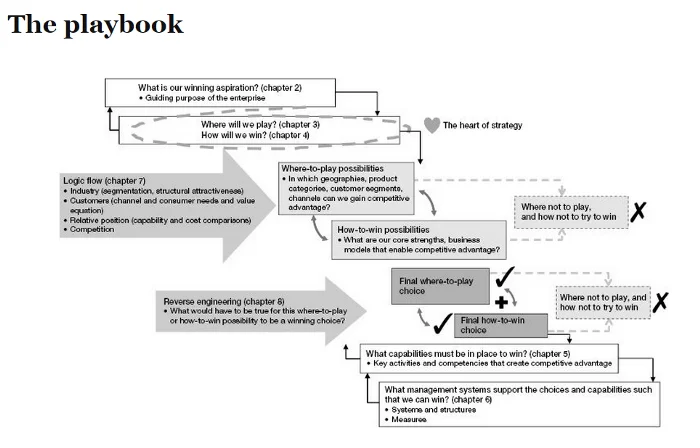 The playbook
What is our winning aspiration? (chapter 2)
• Guiding purpose of the enterprise
Where will we play? (chapter 3)
How will we win? (chapter 4)
The heart of strategy
Logic flow (chapter 7)
• Industry (segmentation, structural attractiveness)
• Customers (channel and consumer needs and value
equation)
• Relative position (capability and cost comparisons)
• Competition
Where-to-play possibilities
• In which geographies, product
categories, customer segments,
channels can we gain competitive
advantage?
How-to-win possibilities
• What are our core strengths, business
models that enable competitive advantage?
Where not to play,
and how not to try to win
Reverse engineering (chapter 8)
• What would have to be true for this where-to-play
or how-to-win possibility to be a winning choice?
Final where-to-play
choice
Final how-to-win
choice
Where not to play, and
how not to try to win
What capabilities must be in place to win? (chapter 5)
• Key activities and competencies that create competitive advantage
What management systems support the choices and capabilities such
that we can win? (chapter 6)
• Systems and structures
• Measures